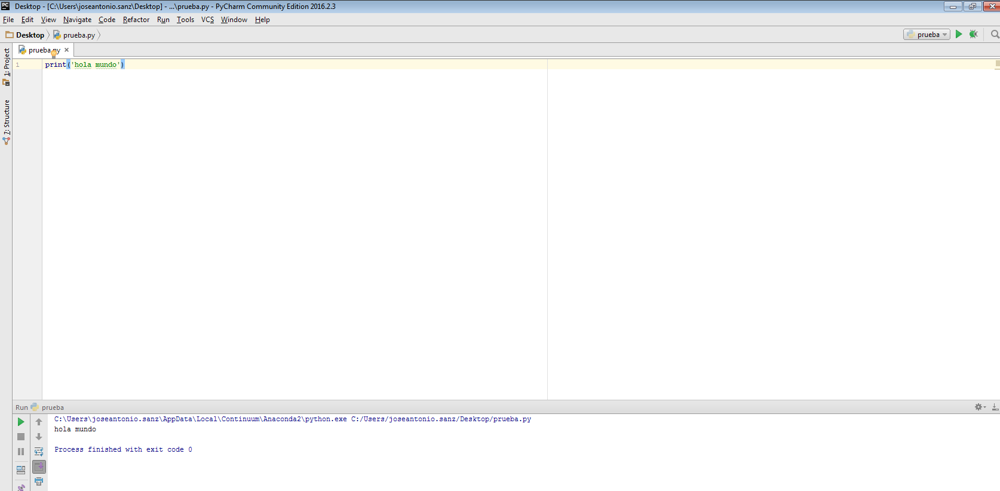 Desktop - [C:\Users\joseantonio.sanz\Desktop] - ...\prueba.py - PyCharm Community Edition 2016.2.3
File Edit View Navigate Code Refactor Run Tools VCS Window Help
Desktop prueba.py prueba
1: Project
7: Structure
prueba.py
1 print('hola mundo')
Run prueba
C:\Users\joseantonio.sanz\AppData\Local\Continuum\Anaconda2\python.exe C:/Users/joseantonio.sanz/Desktop/prueba.py
hola mundo
Process finished with exit code 0